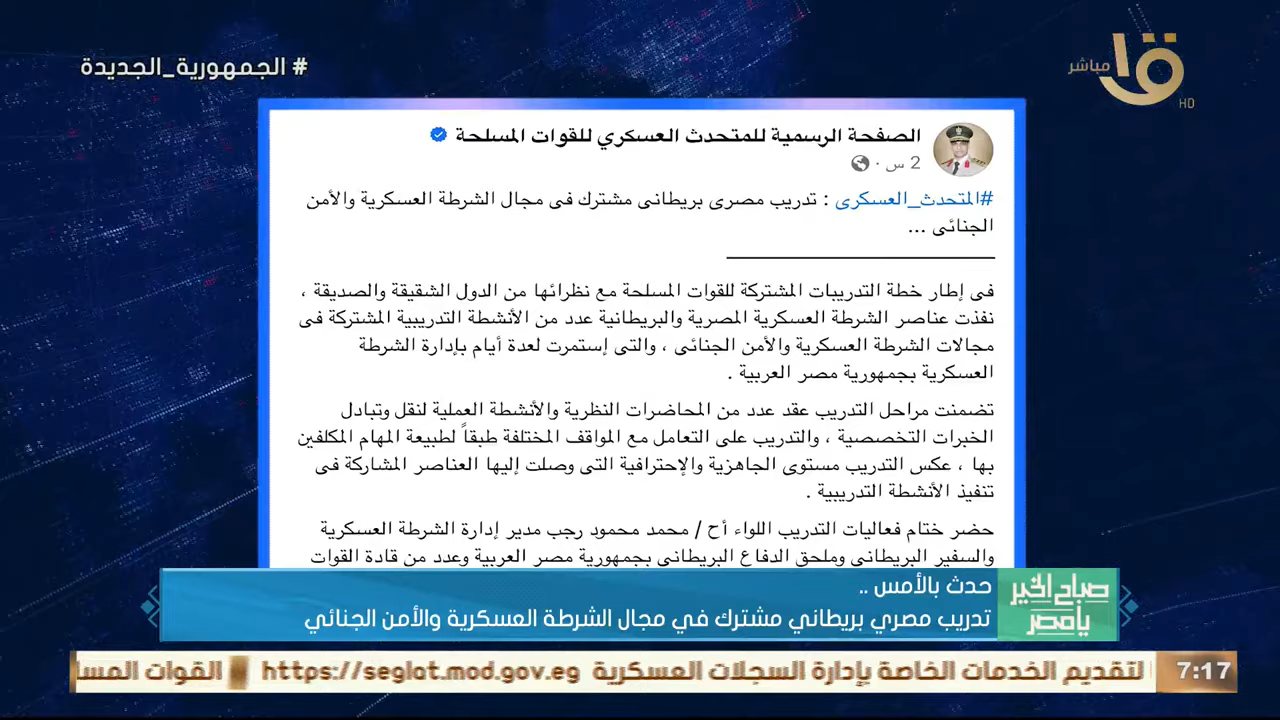 # الجمهورية_الجديدة
مباشر
HD
الصفحة الرسمية للمتحدث العسكري للقوات المسلحة
2 س ·
#المتحدث_العسكرى : تدريب مصرى بريطانى مشترك فى مجال الشرطة العسكرية والأمن
الجنائى ...
فى إطار خطة التدريبات المشتركة للقوات المسلحة مع نظرائها من الدول الشقيقة والصديقة ،
نفذت عناصر الشرطة العسكرية المصرية والبريطانية عدد من الأنشطة التدريبية المشتركة فى
مجالات الشرطة العسكرية والأمن الجنائى ، والتى إستمرت لعدة أيام بإدارة الشرطة
العسكرية بجمهورية مصر العربية .
تضمنت مراحل التدريب عقد عدد من المحاضرات النظرية والأنشطة العملية لنقل وتبادل
الخبرات التخصصية ، والتدريب على التعامل مع المواقف المختلفة طبقاً لطبيعة المهام المكلفين
بها ، عكس التدريب مستوى الجاهزية والإحترافية التى وصلت إليها العناصر المشاركة فى
تنفيذ الأنشطة التدريبية .
حضر ختام فعاليات التدريب اللواء أح / محمد محمود رجب مدير إدارة الشرطة العسكرية
والسفير البريطانى وملحق الدفاع البريطانى بجمهورية مصر العربية وعدد من قادة القوات
صباح الخير
يا مصر
حدث بالأمس ..
تدريب مصري بريطاني مشترك في مجال الشرطة العسكرية والأمن الجنائي
7:17
لتقديم الخدمات الخاصة بإدارة السجلات العسكرية https://seglat.mod.gov.eg القوات المسا